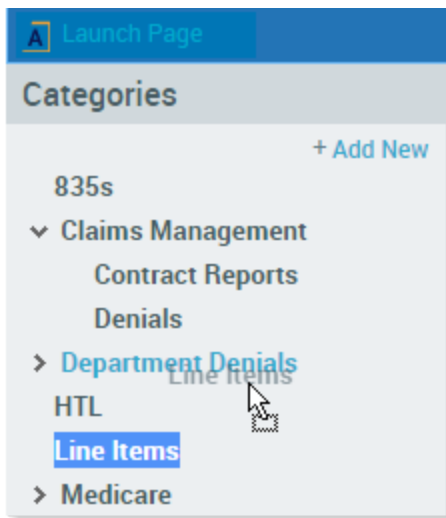 A Launch Page
Categories
+ Add New
835s
Claims Management
Contract Reports
Denials
Department Denials
Line Items
HTL
Line Items
Medicare